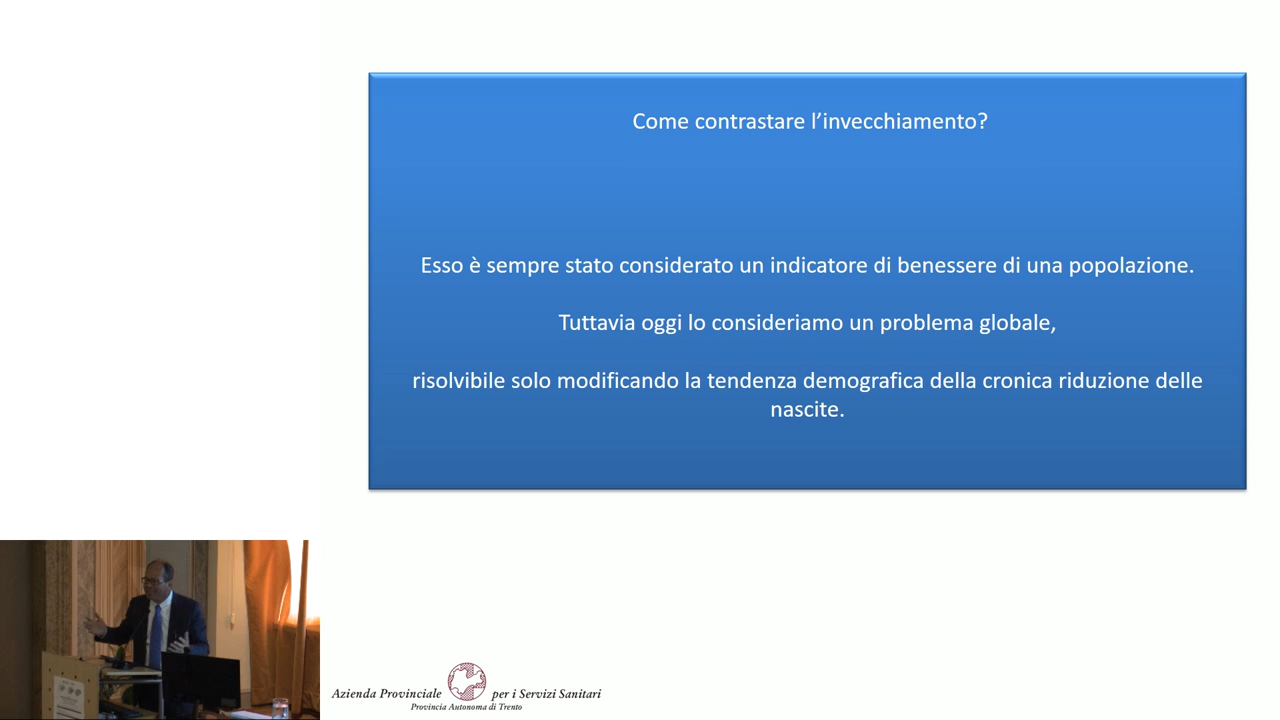 Come contrastare l’invecchiamento?
Esso è sempre stato considerato un indicatore di benessere di una popolazione.
Tuttavia oggi lo consideriamo un problema globale,
risolvibile solo modificando la tendenza demografica della cronica riduzione delle
nascite.
Azienda Provinciale per i Servizi Sanitari
Provincia Autonoma di Trento